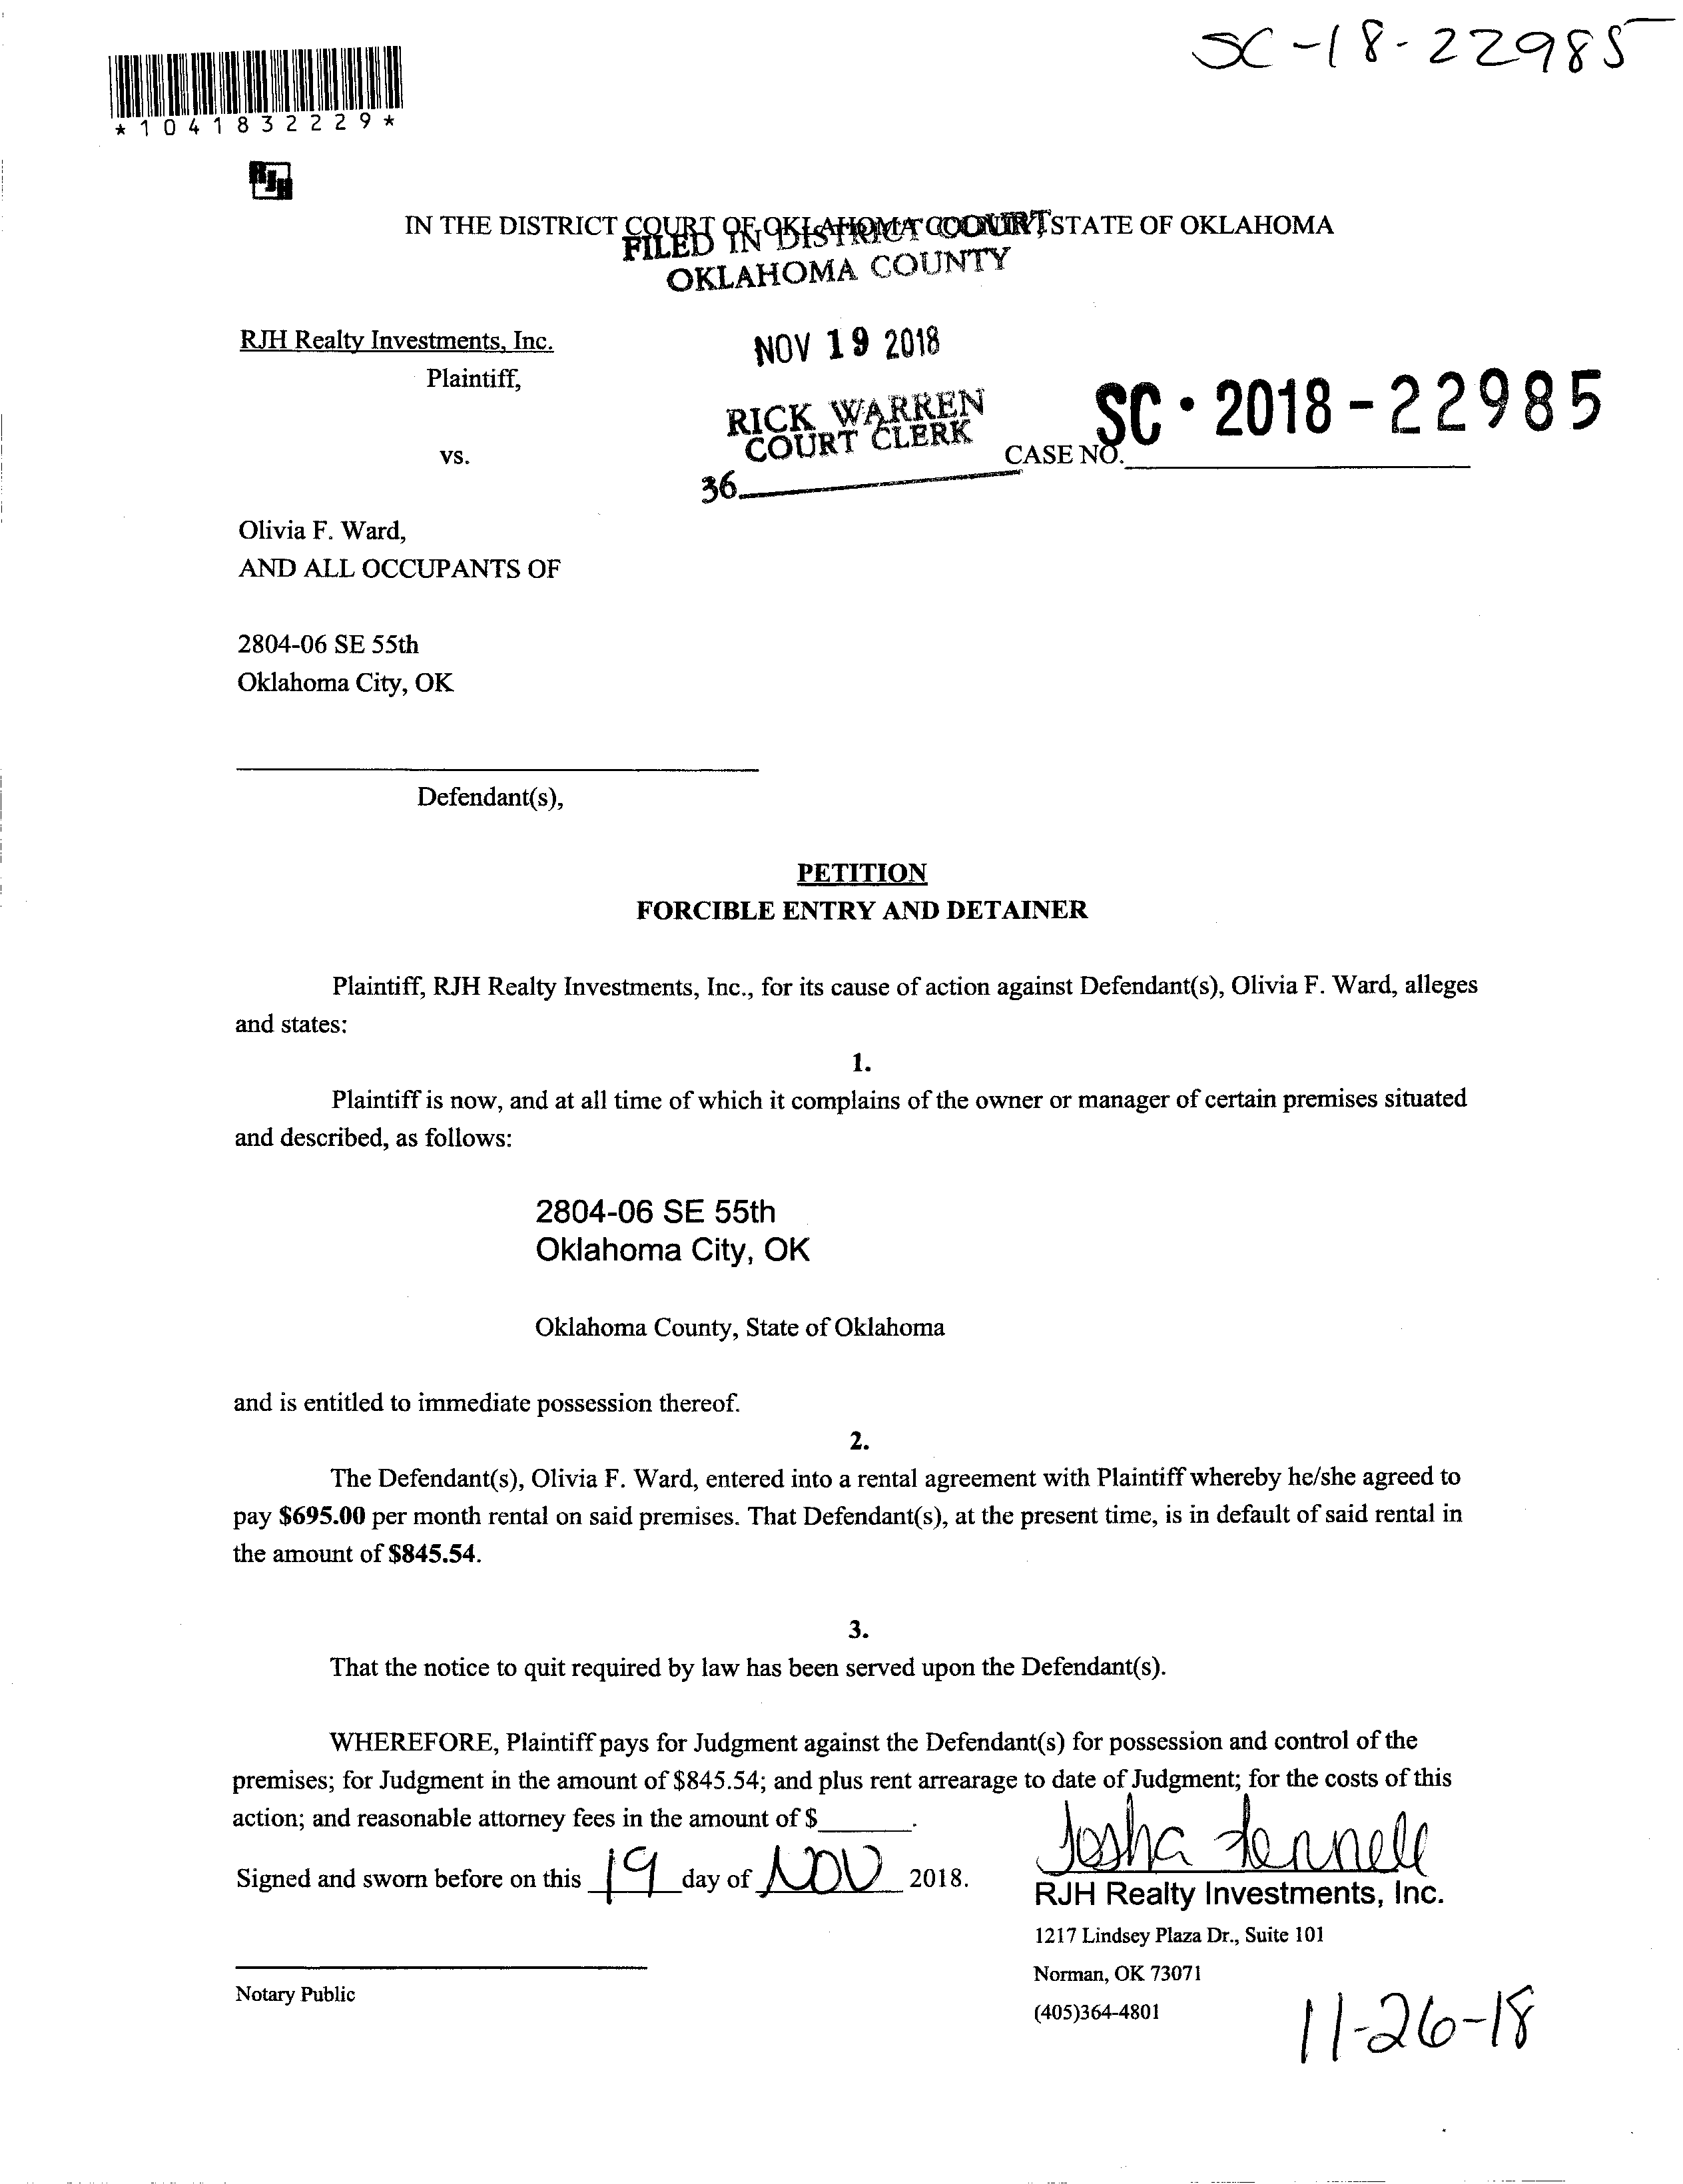 SC-18-22985
*1041832229*
RJH
IN THE DISTRICT COURT OF OKLAHOMA COUNTY, STATE OF OKLAHOMA
FILED IN DISTRICT COURT
OKLAHOMA COUNTY
RJH Realty Investments, Inc.
NOV 19 2018
Plaintiff,
RICK WARREN
COURT CLERK
SC · 2018 - 22985
vs.
CASE NO.
36
Olivia F. Ward,
AND ALL OCCUPANTS OF
2804-06 SE 55th
Oklahoma City, OK
Defendant(s),
PETITION
FORCIBLE ENTRY AND DETAINER
Plaintiff, RJH Realty Investments, Inc., for its cause of action against Defendant(s), Olivia F. Ward, alleges
and states:
1.
Plaintiff is now, and at all time of which it complains of the owner or manager of certain premises situated
and described, as follows:
2804-06 SE 55th
Oklahoma City, OK
Oklahoma County, State of Oklahoma
and is entitled to immediate possession thereof.
2.
The Defendant(s), Olivia F. Ward, entered into a rental agreement with Plaintiff whereby he/she agreed to
pay $695.00 per month rental on said premises. That Defendant(s), at the present time, is in default of said rental in
the amount of $845.54.
3.
That the notice to quit required by law has been served upon the Defendant(s).
WHEREFORE, Plaintiff pays for Judgment against the Defendant(s) for possession and control of the
premises; for Judgment in the amount of $845.54; and plus rent arrearage to date of Judgment; for the costs of this
action; and reasonable attorney fees in the amount of $______.
Signed and sworn before on this 19 day of NOV 2018.
RJH Realty Investments, Inc.
1217 Lindsey Plaza Dr., Suite 101
Norman, OK 73071
Notary Public
(405)364-4801
11-26-18